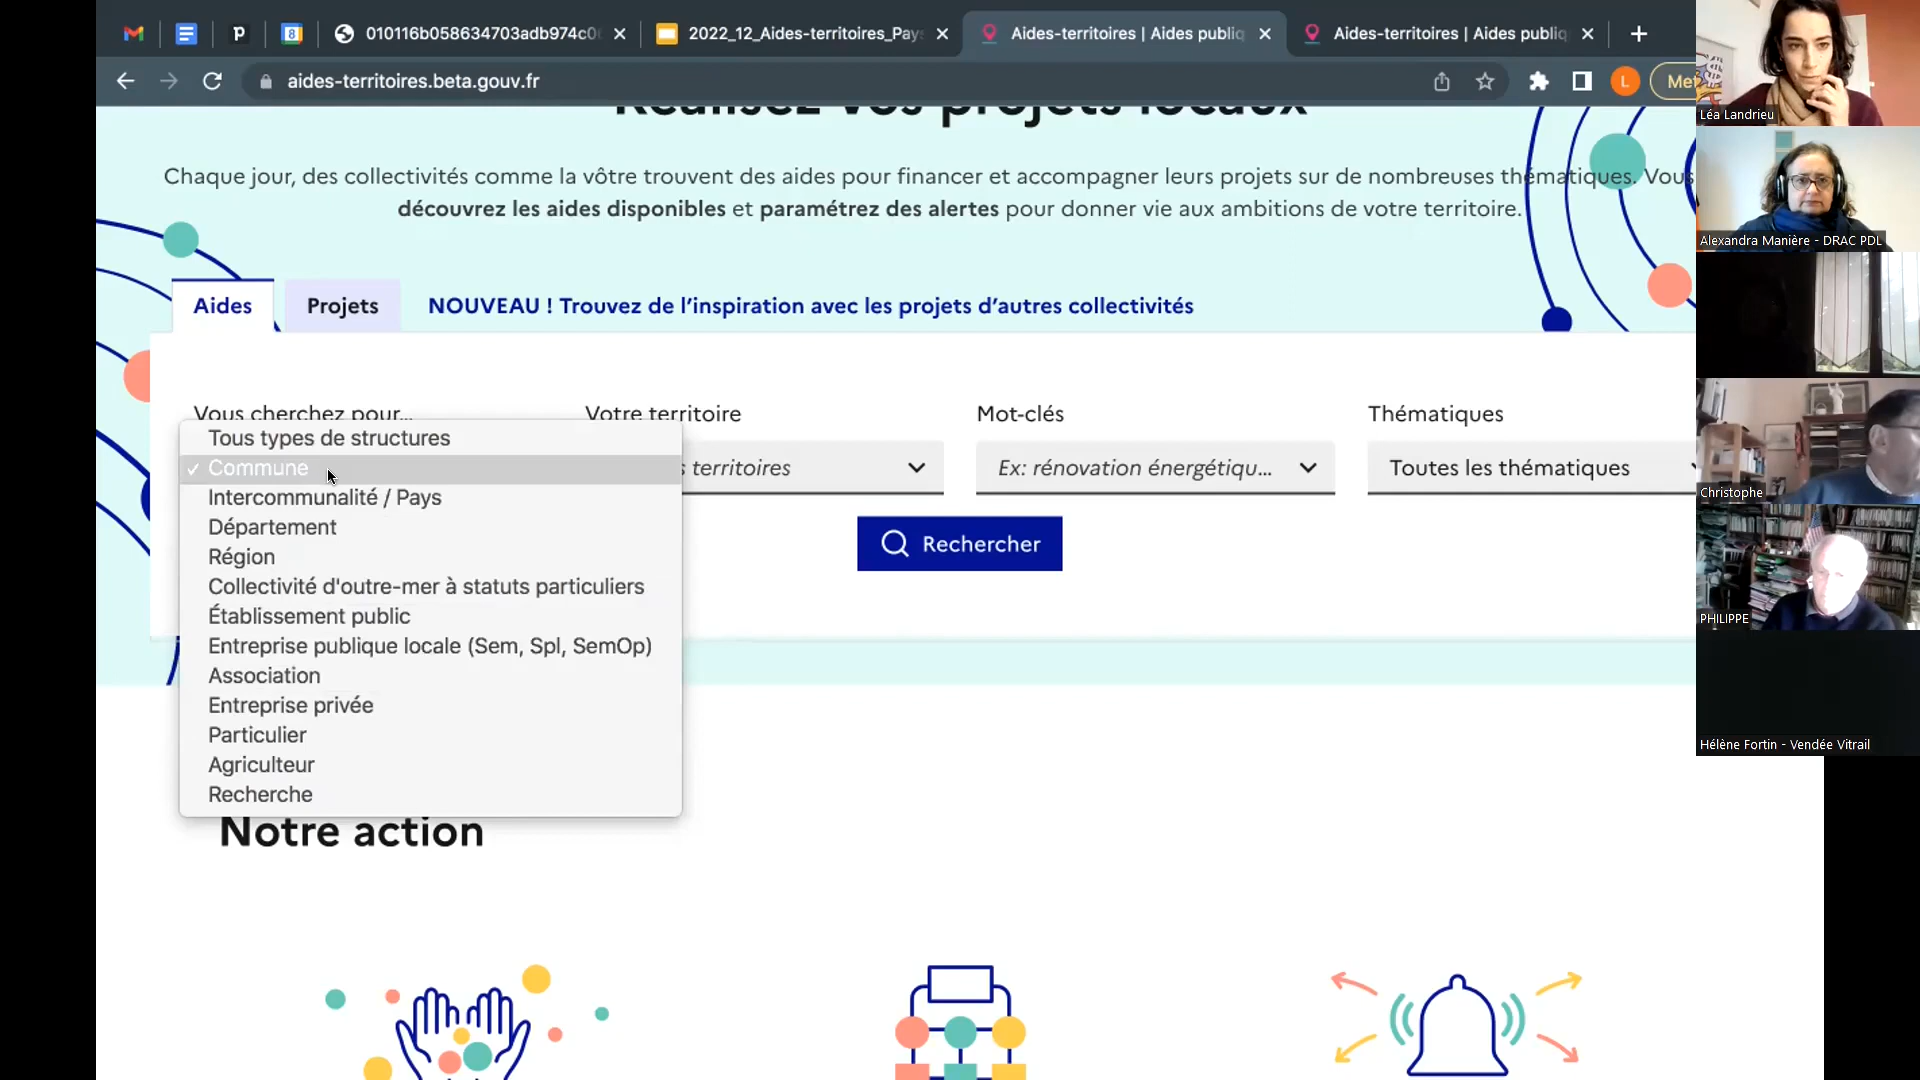 010116b058634703adb974c0
2022_12_Aides-territoires_Pay
Aides-territoires | Aides publiq
Aides-territoires | Aides publiq
aides-territoires.beta.gouv.fr
L
Met
Réalisez vos projets locaux
Chaque jour, des collectivités comme la vôtre trouvent des aides pour financer et accompagner leurs projets sur de nombreuses thématiques. Vous
découvrez les aides disponibles et paramétrez des alertes pour donner vie aux ambitions de votre territoire.
Aides
Projets
NOUVEAU ! Trouvez de l’inspiration avec les projets d’autres collectivités
Vous cherchez pour...
Votre territoire
Mot-clés
Thématiques
territoires
Ex: rénovation énergétiqu...
Toutes les thématiques
Rechercher
Tous types de structures
✓ Commune
Intercommunalité / Pays
Département
Région
Collectivité d'outre-mer à statuts particuliers
Établissement public
Entreprise publique locale (Sem, Spl, SemOp)
Association
Entreprise privée
Particulier
Agriculteur
Recherche
Notre action
Léa Landrieu
Alexandra Manière - DRAC PDL
Christophe
PHILIPPE
Hélène Fortin - Vendée Vitrail